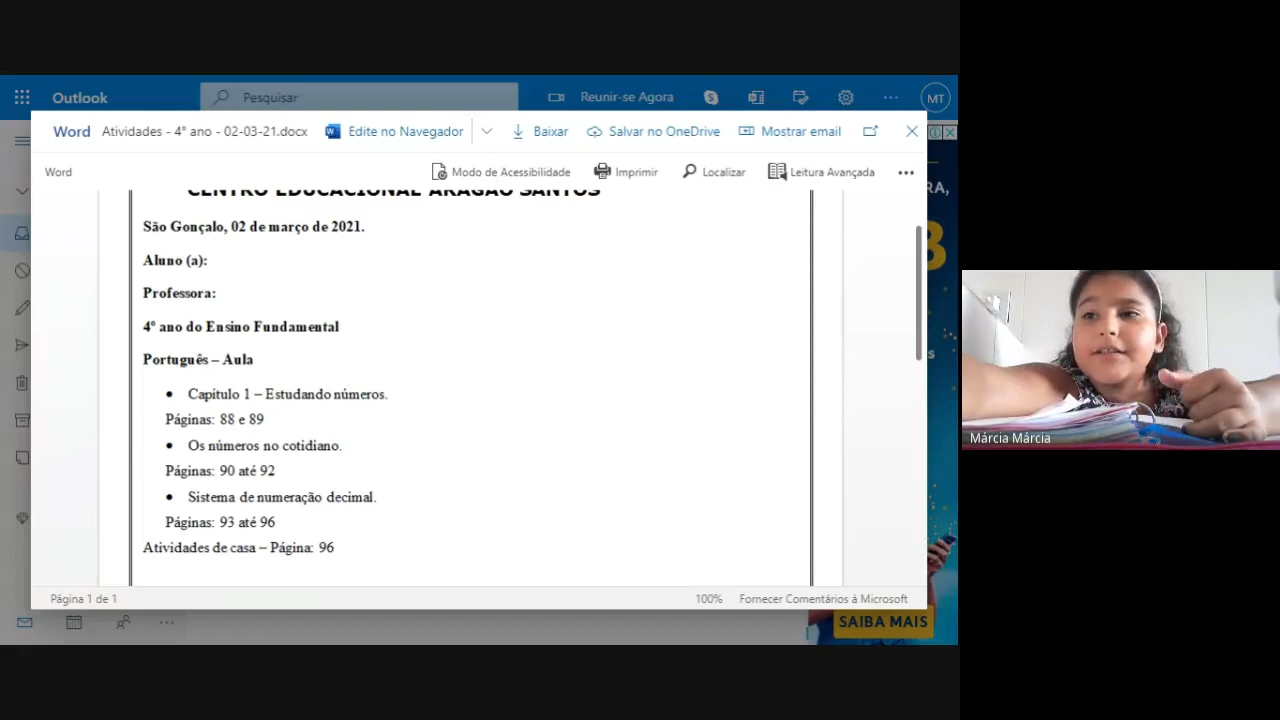 Outlook
Pesquisar
Reunir-se Agora
MT
Word
Atividades - 4° ano - 02-03-21.docx
Edite no Navegador
Baixar
Salvar no OneDrive
Mostrar email
Word
Modo de Acessibilidade
Imprimir
Localizar
Leitura Avançada
CENTRO EDUCACIONAL ARAGÃO SANTOS
São Gonçalo, 02 de março de 2021.
Aluno (a):
Professora:
4º ano do Ensino Fundamental
Português – Aula
• Capítulo 1 – Estudando números.
Páginas: 88 e 89
• Os números no cotidiano.
Páginas: 90 até 92
• Sistema de numeração decimal.
Páginas: 93 até 96
Atividades de casa – Página: 96
Página 1 de 1
100%
Fornecer Comentários à Microsoft
SAIBA MAIS
Márcia Márcia